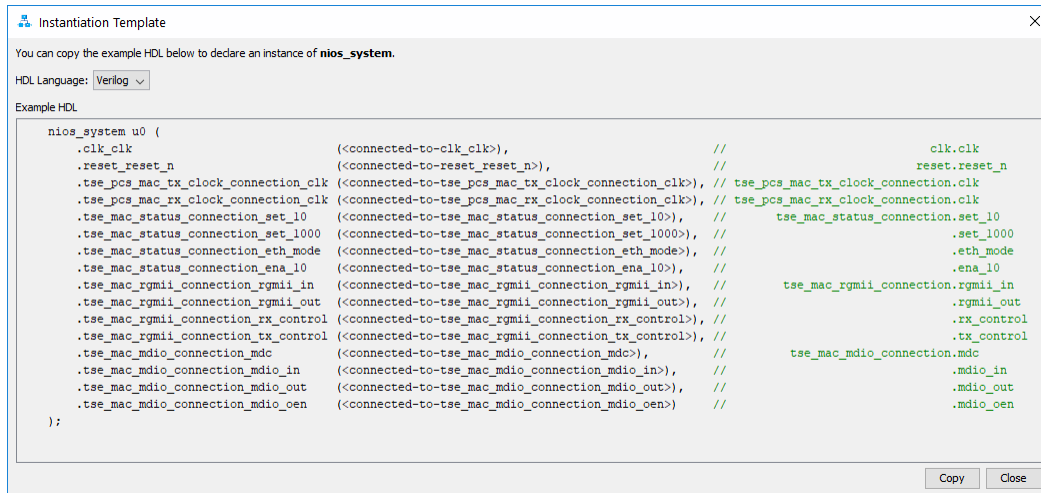 Instantiation Template
You can copy the example HDL below to declare an instance of nios_system.
HDL Language: Verilog
Example HDL
nios_system u0 (
.clk_clk (<connected-to-clk_clk>), // clk.clk
.reset_reset_n (<connected-to-reset_reset_n>), // reset.reset_n
.tse_pcs_mac_tx_clock_connection_clk (<connected-to-tse_pcs_mac_tx_clock_connection_clk>), // tse_pcs_mac_tx_clock_connection.clk
.tse_pcs_mac_rx_clock_connection_clk (<connected-to-tse_pcs_mac_rx_clock_connection_clk>), // tse_pcs_mac_rx_clock_connection.clk
.tse_mac_status_connection_set_10 (<connected-to-tse_mac_status_connection_set_10>), // tse_mac_status_connection.set_10
.tse_mac_status_connection_set_1000 (<connected-to-tse_mac_status_connection_set_1000>), // .set_1000
.tse_mac_status_connection_eth_mode (<connected-to-tse_mac_status_connection_eth_mode>), // .eth_mode
.tse_mac_status_connection_ena_10 (<connected-to-tse_mac_status_connection_ena_10>), // .ena_10
.tse_mac_rgmii_connection_rgmii_in (<connected-to-tse_mac_rgmii_connection_rgmii_in>), // tse_mac_rgmii_connection.rgmii_in
.tse_mac_rgmii_connection_rgmii_out (<connected-to-tse_mac_rgmii_connection_rgmii_out>), // .rgmii_out
.tse_mac_rgmii_connection_rx_control (<connected-to-tse_mac_rgmii_connection_rx_control>), // .rx_control
.tse_mac_rgmii_connection_tx_control (<connected-to-tse_mac_rgmii_connection_tx_control>), // .tx_control
.tse_mac_mdio_connection_mdc (<connected-to-tse_mac_mdio_connection_mdc>), // tse_mac_mdio_connection.mdc
.tse_mac_mdio_connection_mdio_in (<connected-to-tse_mac_mdio_connection_mdio_in>), // .mdio_in
.tse_mac_mdio_connection_mdio_out (<connected-to-tse_mac_mdio_connection_mdio_out>), // .mdio_out
.tse_mac_mdio_connection_mdio_oen (<connected-to-tse_mac_mdio_connection_mdio_oen>) // .mdio_oen
);
Copy Close